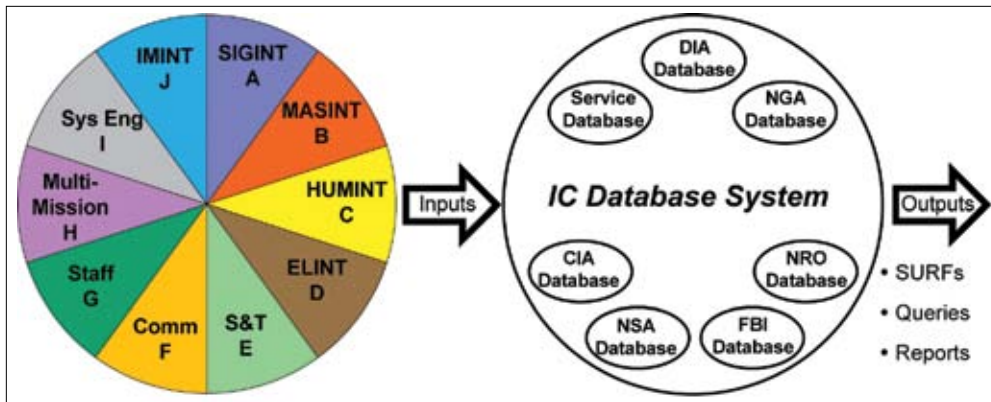 IMINT
J
SIGINT
A
MASINT
B
HUMINT
C
ELINT
D
S&T
E
Comm
F
Staff
G
Multi-
Mission
H
Sys Eng
I
Inputs
DIA
Database
Service
Database
NGA
Database
IC Database System
CIA
Database
NRO
Database
NSA
Database
FBI
Database
Outputs
• SURFs
• Queries
• Reports